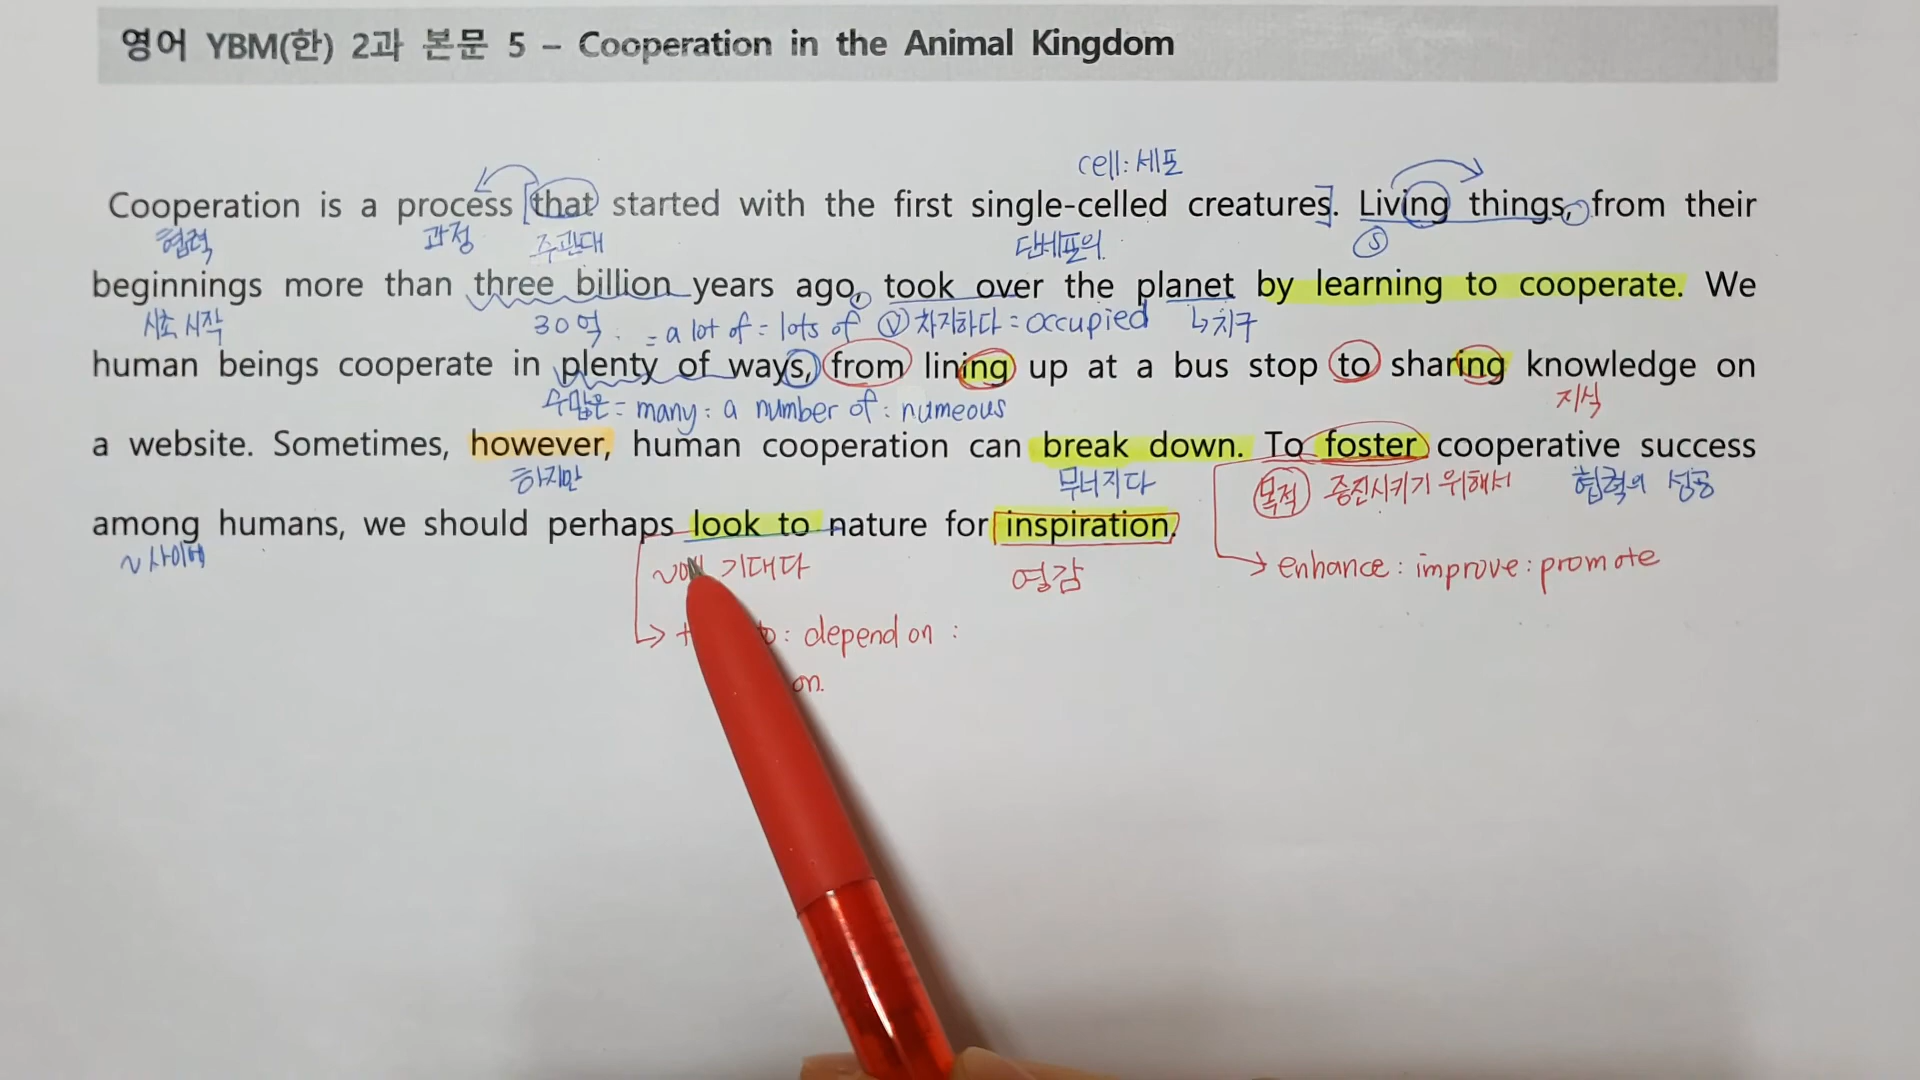 영어 YBM(한) 2과 본문 5 – Cooperation in the Animal Kingdom
cell: 세포
Cooperation is a process [that started with the first single-celled creatures]. Living things, from their
협력 과정 주관대 단세포의 Ⓢ
beginnings more than three billion years ago, took over the planet by learning to cooperate. We
시초 시작 30억 = a lot of = lots of Ⓥ 차지하다 = occupied ↳지구
human beings cooperate in plenty of ways, from lining up at a bus stop to sharing knowledge on
수많은 = many : a number of : numeous 지식
a website. Sometimes, however, human cooperation can break down. To foster cooperative success
하지만 무너지다 목적 증진시키기 위해서 협력의 성공
among humans, we should perhaps look to nature for inspiration.
~사이에 기대다 영감 → enhance : improve : promote
→ : depend on :
on.